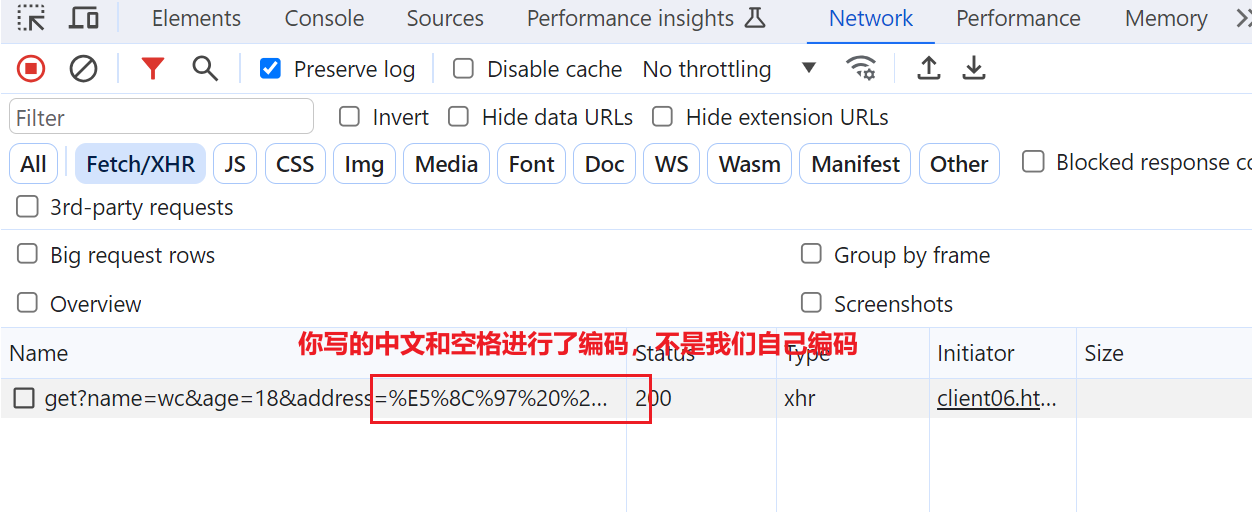 Elements Console Sources Performance insights Network Performance Memory
Preserve log Disable cache No throttling
Filter Invert Hide data URLs Hide extension URLs
All Fetch/XHR JS CSS Img Media Font Doc WS Wasm Manifest Other Blocked response co
3rd-party requests
Big request rows Group by frame
Overview Screenshots
你写的中文和空格进行了编码，不是我们自己编码
Name Status Type Initiator Size
get?name=wc&age=18&address=%E5%8C%97%20%2... 200 xhr client06.ht...